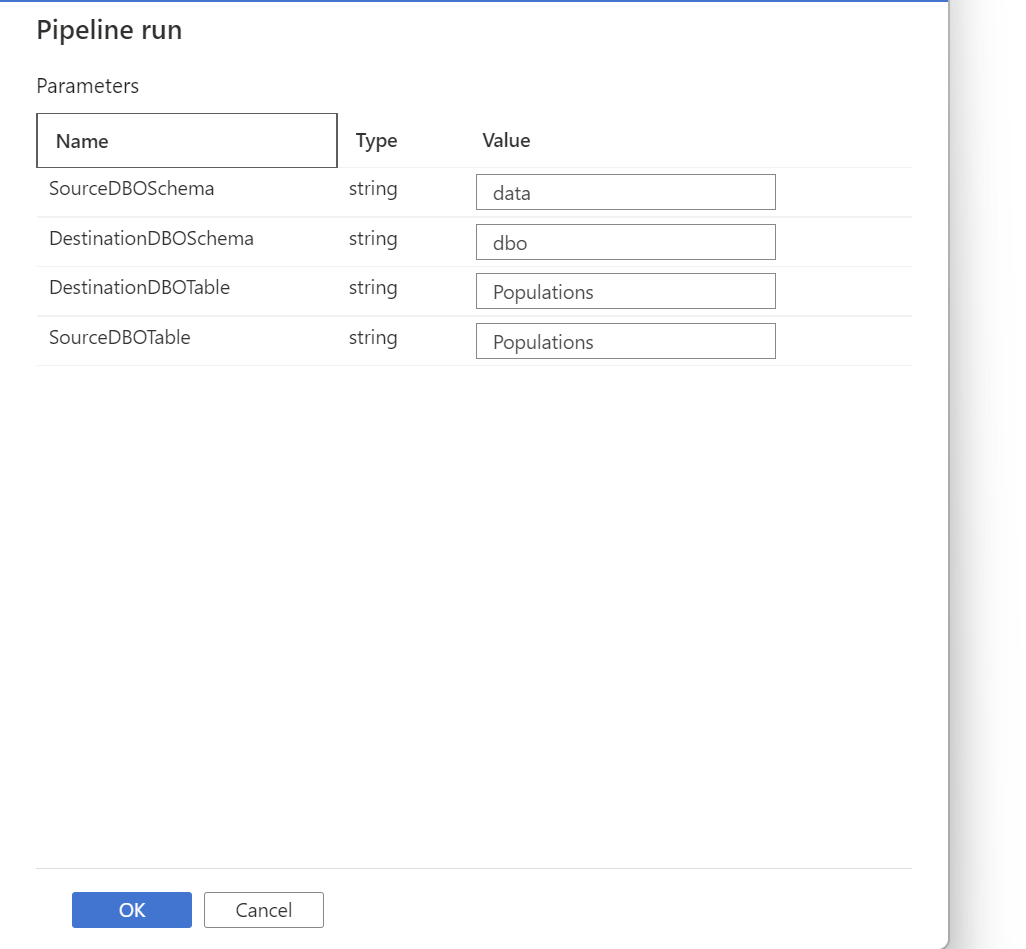 Pipeline run
Parameters
Name Type Value
SourceDBOSchema string data
DestinationDBOSchema string dbo
DestinationDBOTable string Populations
SourceDBOTable string Populations
OK Cancel